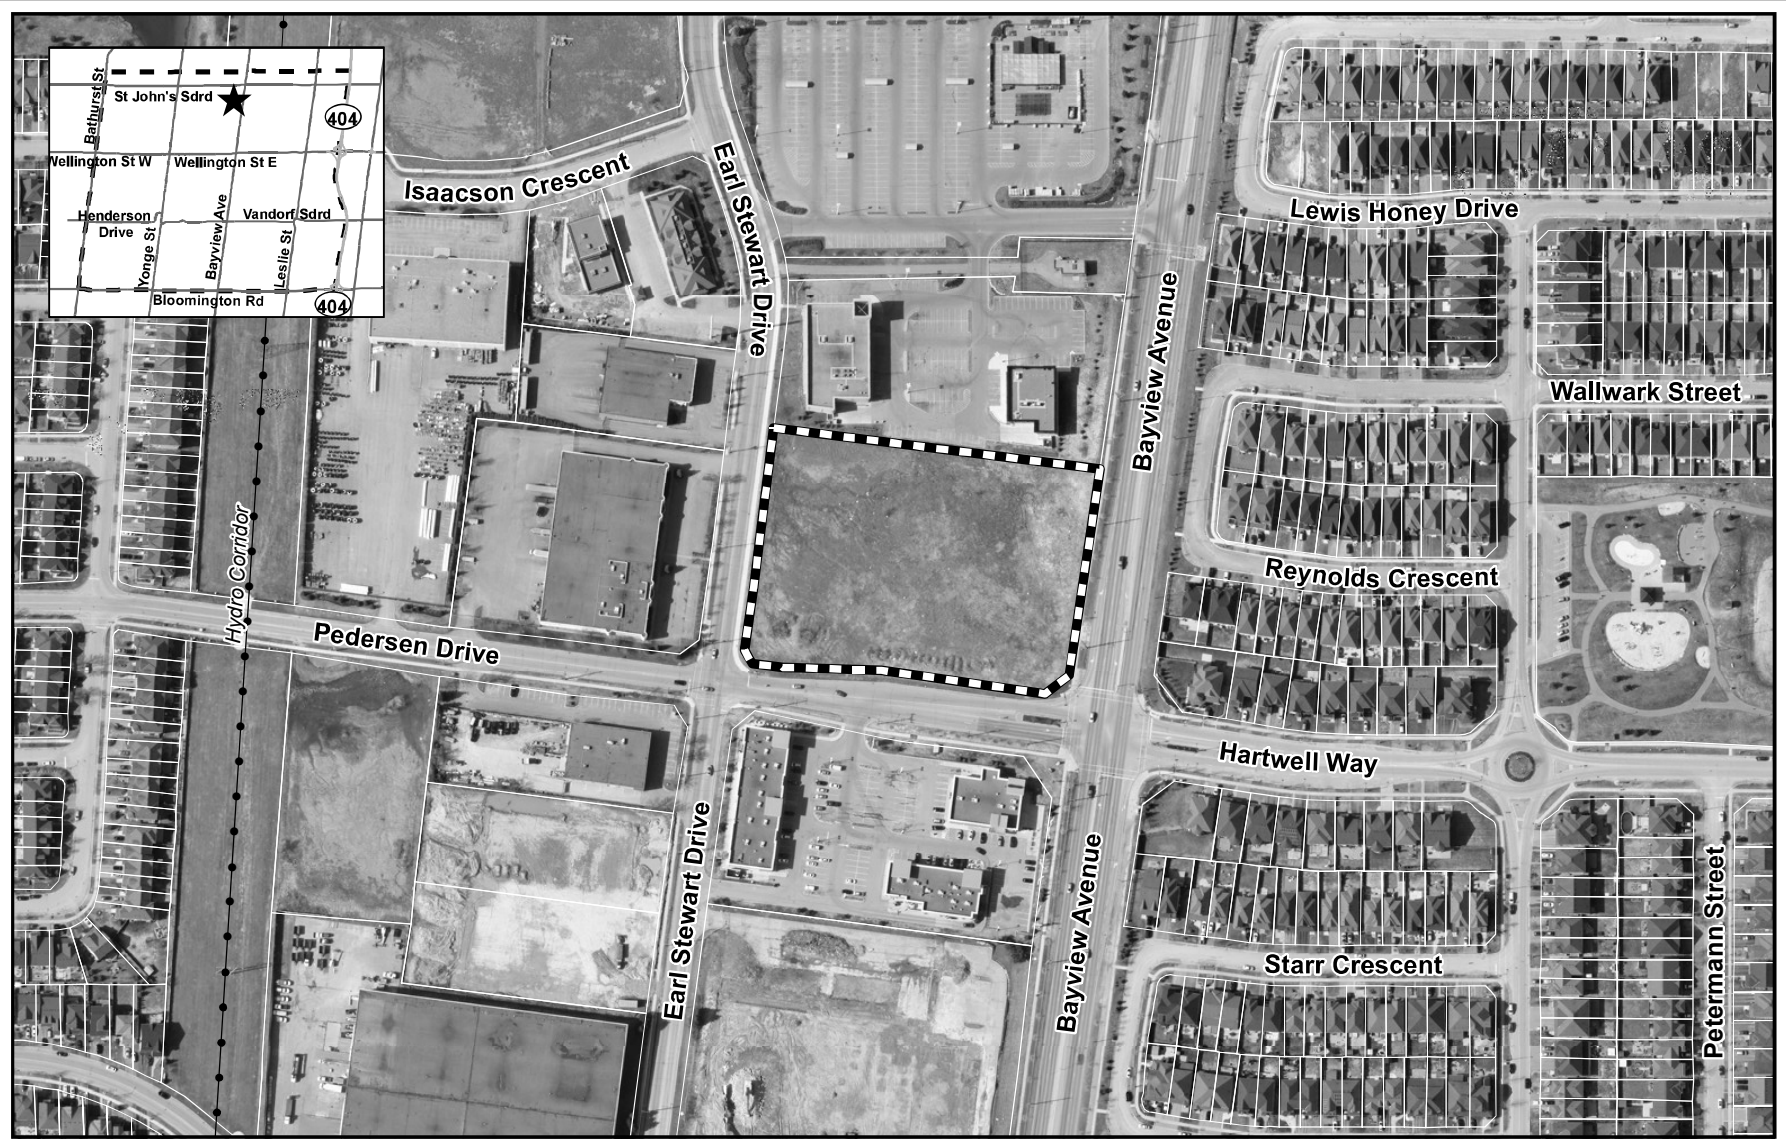 Bathurst St
St John's Sdrd
404
Wellington St W
Wellington St E
Henderson
Drive
Vandorf Sdrd
Yonge St
Bayview Ave
Leslie St
Bloomington Rd
404
Isaacson Crescent
Earl Stewart Drive
Lewis Honey Drive
Bayview Avenue
Wallwark Street
Hydro Corridor
Pedersen Drive
Reynolds Crescent
Hartwell Way
Earl Stewart Drive
Bayview Avenue
Starr Crescent
Petermann Street